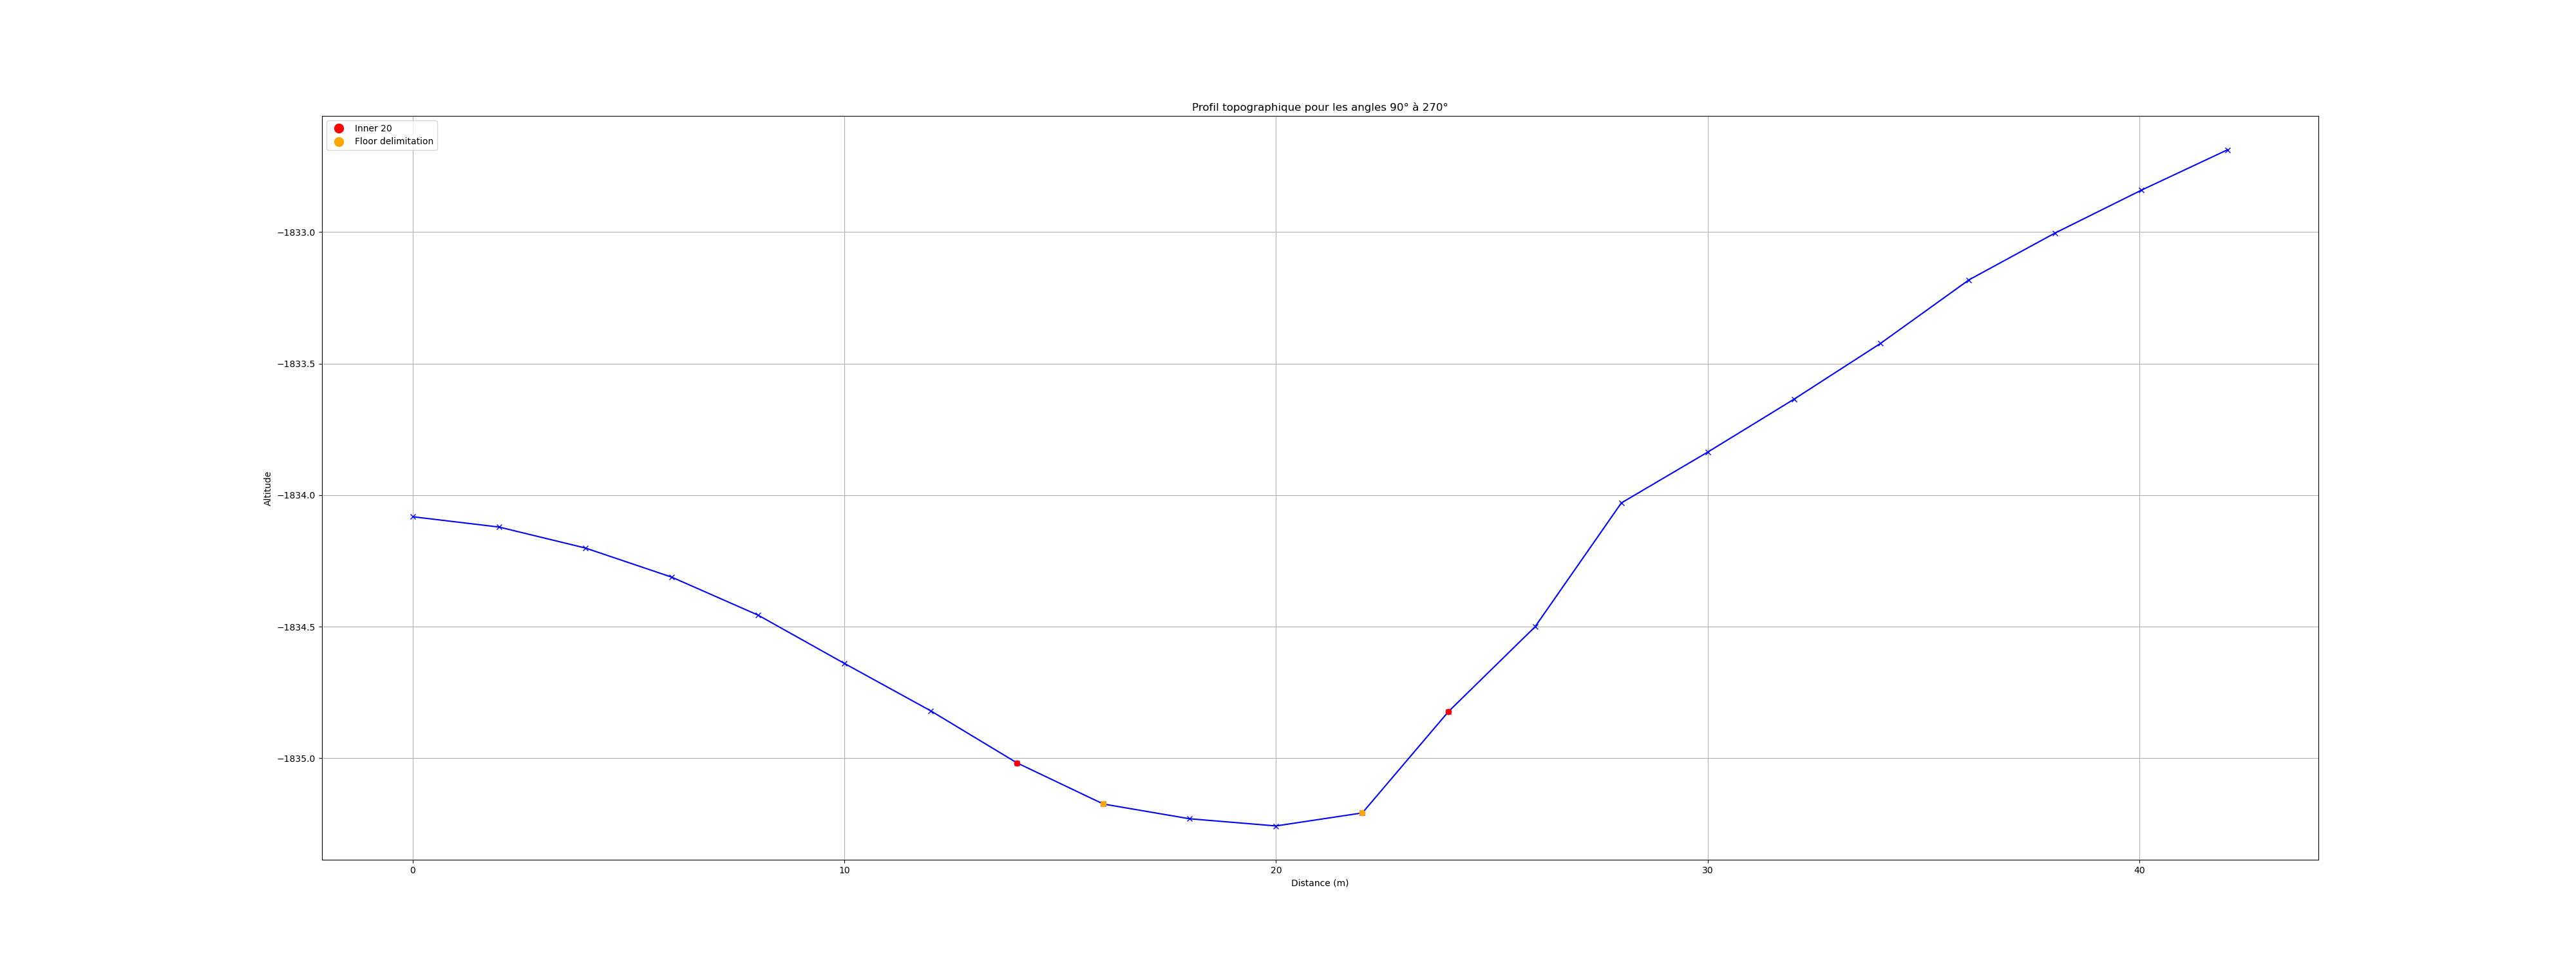 Profil topographique pour les angles 90° à 270°
Inner 20
Floor delimitation
−1833.0
−1833.5
−1834.0
−1834.5
−1835.0
Altitude
0
10
20
30
40
Distance (m)